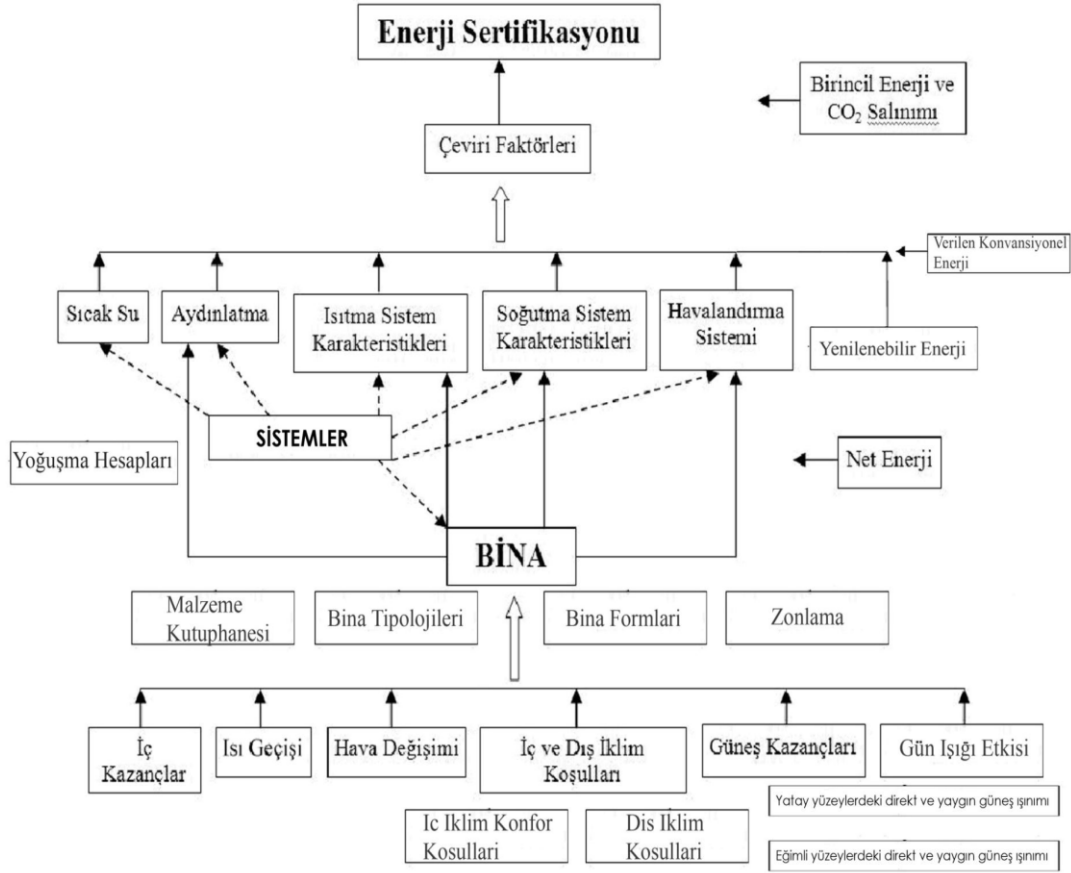 Enerji Sertifikasyonu
Birincil Enerji ve
CO₂ Salınımı
Çeviri Faktörleri
Verilen Konvansiyonel
Enerji
Sıcak Su
Aydınlatma
Isıtma Sistem
Karakteristikleri
Soğutma Sistem
Karakteristikleri
Havalandırma
Sistemi
Yenilenebilir Enerji
SİSTEMLER
Yoğuşma Hesapları
Net Enerji
BİNA
Malzeme
Kutuphanesi
Bina Tipolojileri
Bina Formlari
Zonlama
İç
Kazançlar
Isı Geçişi
Hava Değişimi
İç ve Dış İklim
Koşulları
Güneş Kazançları
Gün Işığı Etkisi
Ic Iklim Konfor
Kosullari
Dis Iklim
Kosullari
Yatay yüzeylerdeki direkt ve yaygın güneş ışınımı
Eğimli yüzeylerdeki direkt ve yaygın güneş ışınımı